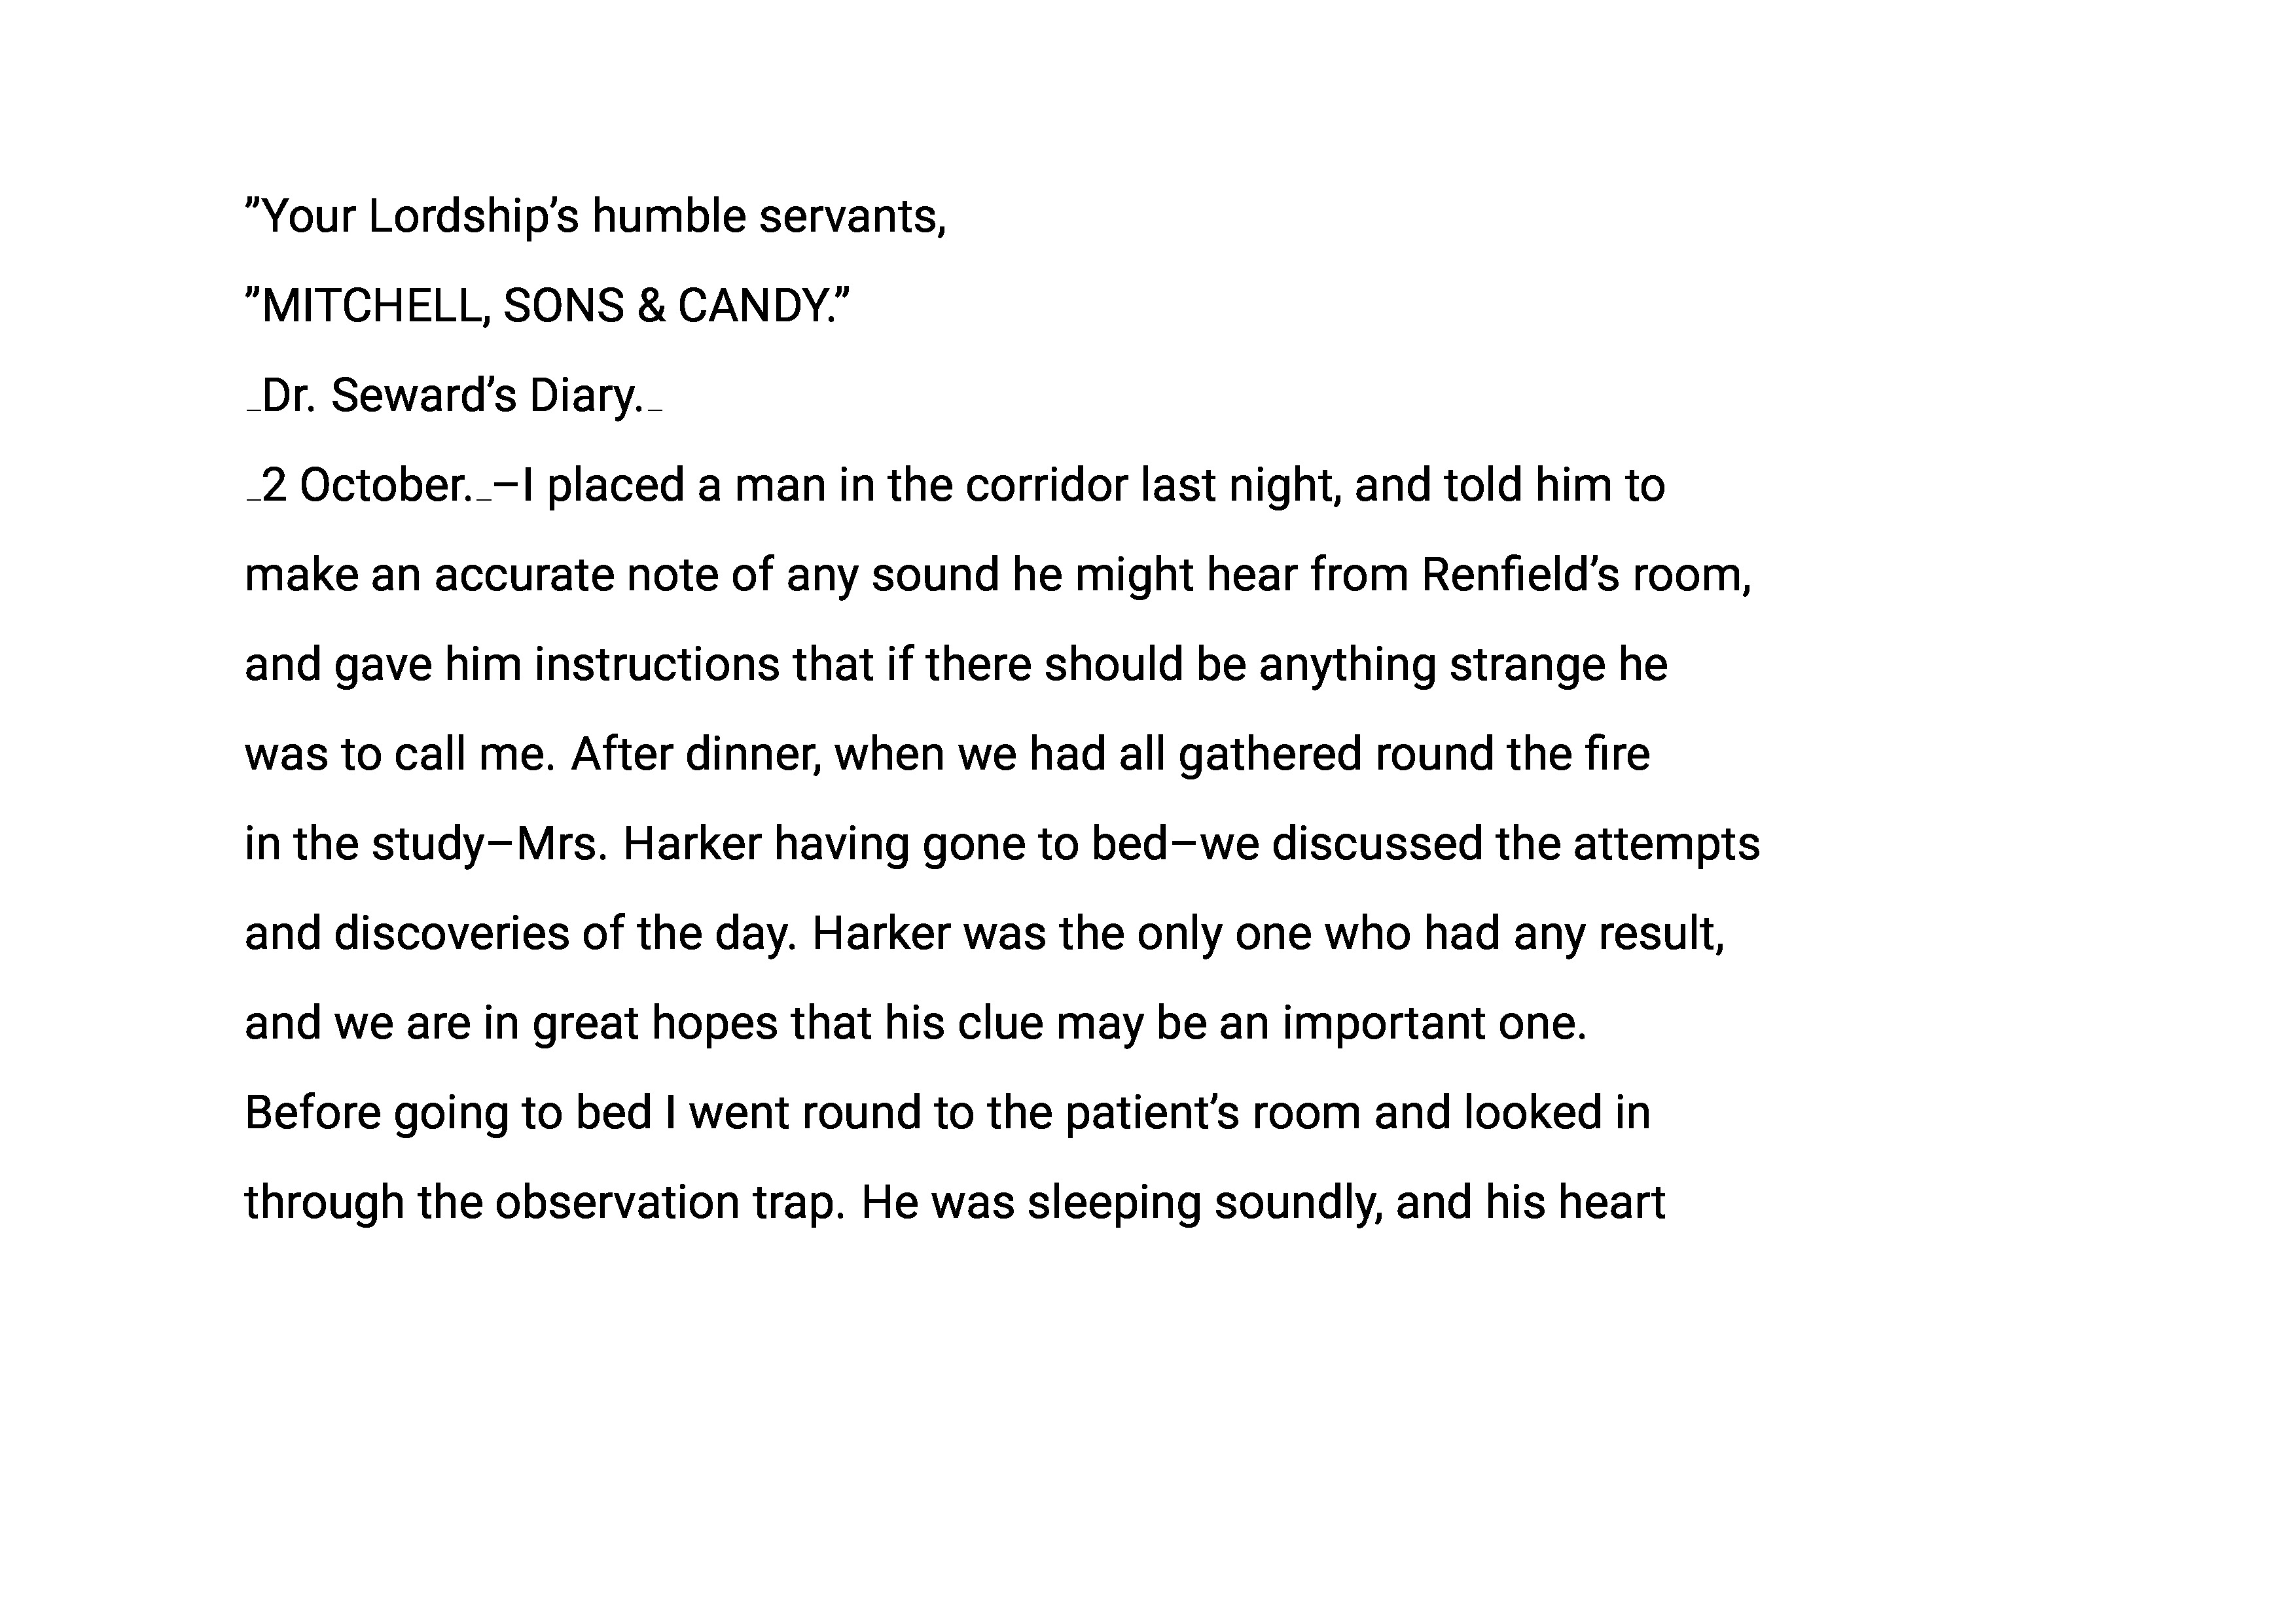 ”Your Lordship’s humble servants,
”MITCHELL, SONS & CANDY.”
_Dr. Seward’s Diary._
_2 October._–I placed a man in the corridor last night, and told him to
make an accurate note of any sound he might hear from Renfield’s room,
and gave him instructions that if there should be anything strange he
was to call me. After dinner, when we had all gathered round the fire
in the study–Mrs. Harker having gone to bed–we discussed the attempts
and discoveries of the day. Harker was the only one who had any result,
and we are in great hopes that his clue may be an important one.
Before going to bed I went round to the patient’s room and looked in
through the observation trap. He was sleeping soundly, and his heart